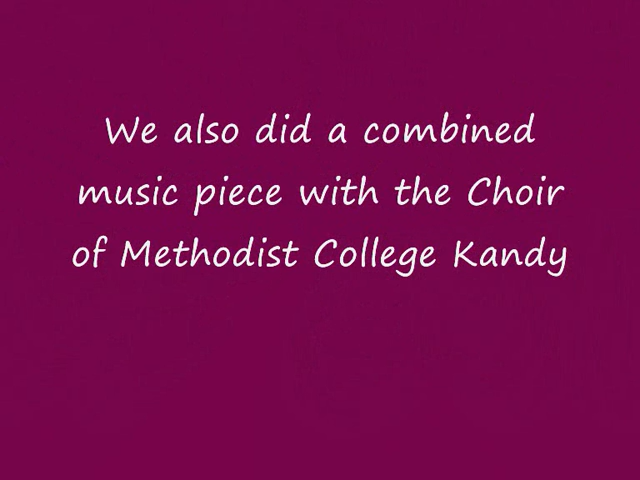 We also did a combined
music piece with the Choir
of Methodist College Kandy